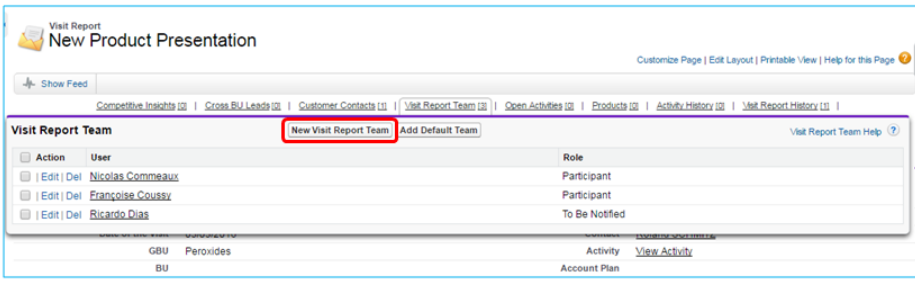 Visit Report
New Product Presentation
Customize Page | Edit Layout | Printable View | Help for this Page ?
Show Feed
Competitive Insights [0] | Cross BU Leads [0] | Customer Contacts [1] | Visit Report Team [3] | Open Activities [0] | Products [0] | Activity History [0] | Visit Report History [1] |
Visit Report Team New Visit Report Team Add Default Team Visit Report Team Help ?
Action User Role
| Edit | Del Nicolas Commeaux Participant
| Edit | Del Françoise Coussy Participant
| Edit | Del Ricardo Dias To Be Notified
Date of the Visit Contact
GBU Peroxides Activity View Activity
BU Account Plan